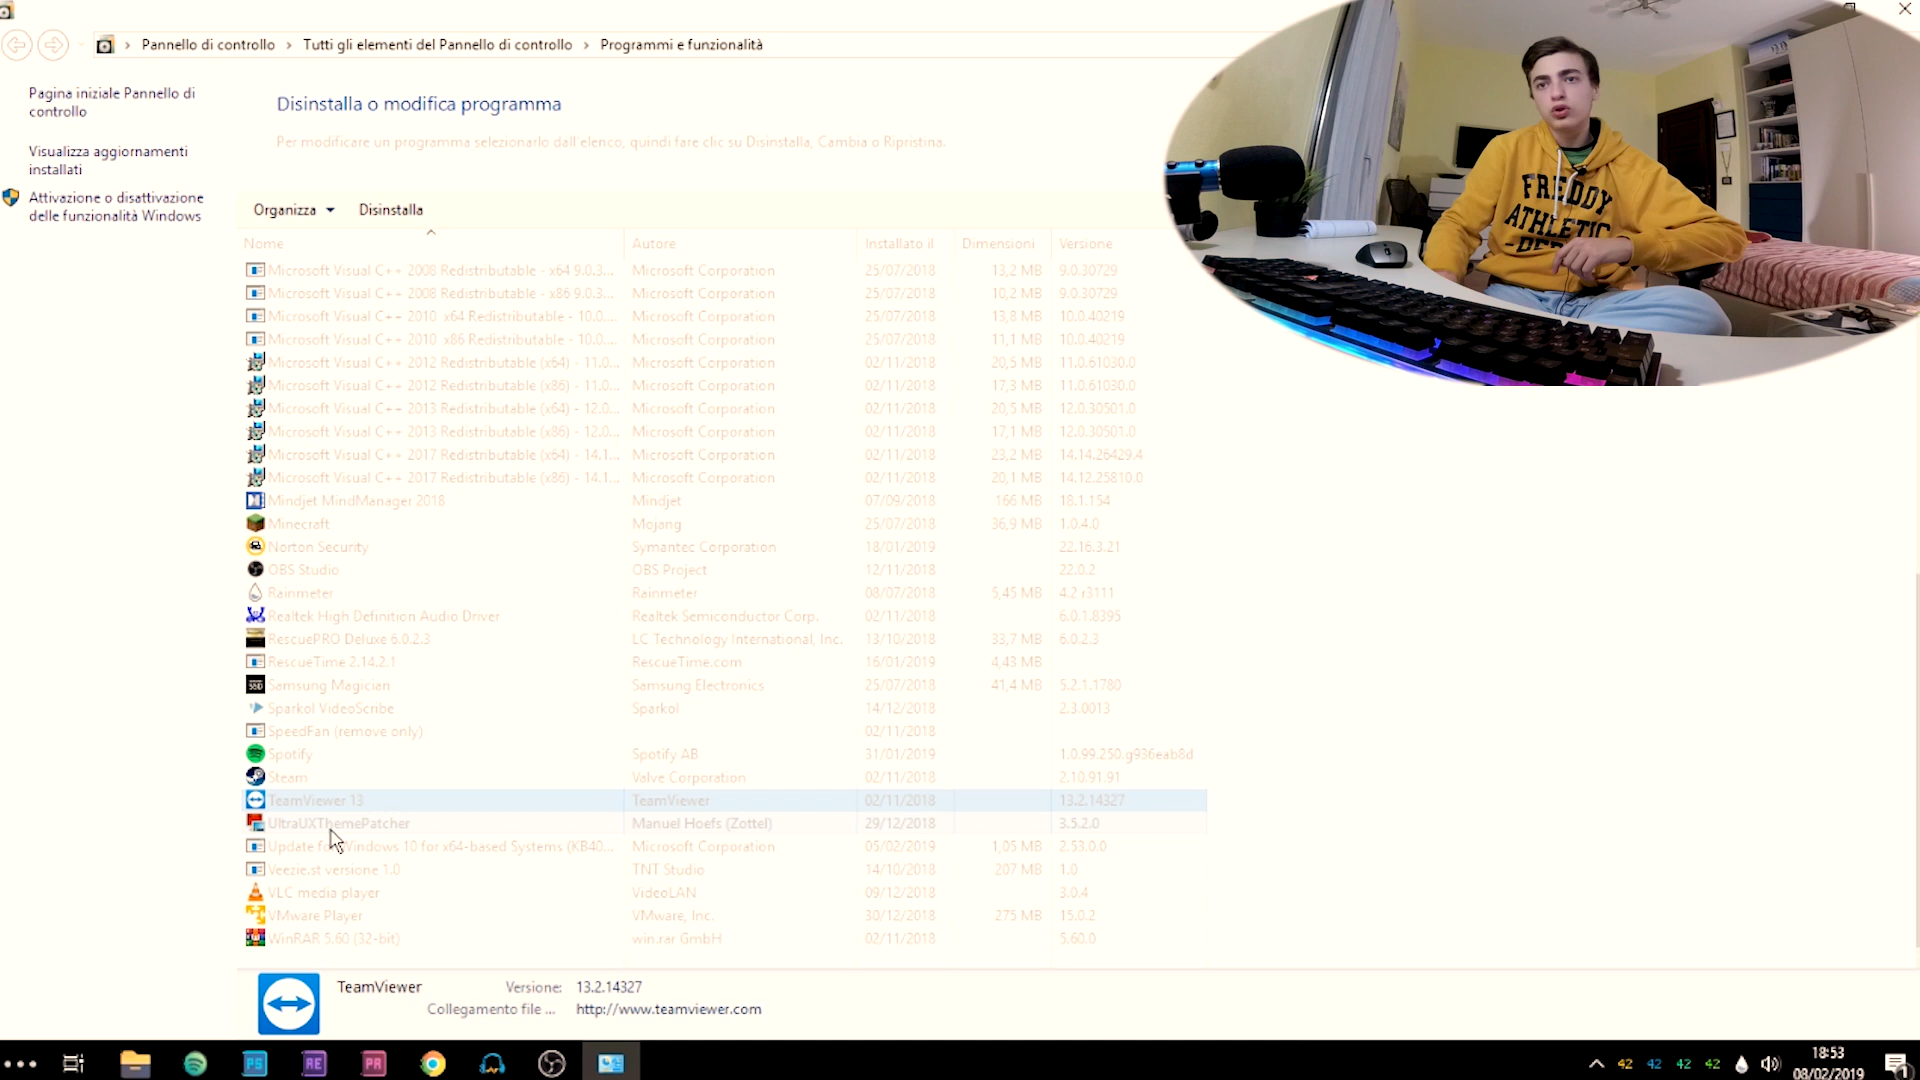 Pannello di controllo › Tutti gli elementi del Pannello di controllo › Programmi e funzionalità
Pagina iniziale Pannello di
controllo
Visualizza aggiornamenti
installati
Attivazione o disattivazione
delle funzionalità Windows
Disinstalla o modifica programma
Per modificare un programma selezionarlo dall'elenco, quindi fare clic su Disinstalla, Cambia o Ripristina.
Organizza Disinstalla
Nome Autore Installato il Dimensioni Versione
Microsoft Visual C++ 2008 Redistributable - x64 9.0.3... Microsoft Corporation 25/07/2018 13,2 MB 9.0.30729
Microsoft Visual C++ 2008 Redistributable - x86 9.0.3... Microsoft Corporation 25/07/2018 10,2 MB 9.0.30729
Microsoft Visual C++ 2010 x64 Redistributable - 10.0.... Microsoft Corporation 25/07/2018 13,8 MB 10.0.40219
Microsoft Visual C++ 2010 x86 Redistributable - 10.0.... Microsoft Corporation 25/07/2018 11,1 MB 10.0.40219
Microsoft Visual C++ 2012 Redistributable (x64) - 11.0... Microsoft Corporation 02/11/2018 20,5 MB 11.0.61030.0
Microsoft Visual C++ 2012 Redistributable (x86) - 11.0... Microsoft Corporation 02/11/2018 17,3 MB 11.0.61030.0
Microsoft Visual C++ 2013 Redistributable (x64) - 12.0... Microsoft Corporation 02/11/2018 20,5 MB 12.0.30501.0
Microsoft Visual C++ 2013 Redistributable (x86) - 12.0... Microsoft Corporation 02/11/2018 17,1 MB 12.0.30501.0
Microsoft Visual C++ 2017 Redistributable (x64) - 14.1... Microsoft Corporation 02/11/2018 23,2 MB 14.14.26429.4
Microsoft Visual C++ 2017 Redistributable (x86) - 14.1... Microsoft Corporation 02/11/2018 20,1 MB 14.12.25810.0
Mindjet MindManager 2018 Mindjet 07/09/2018 166 MB 18.1.154
Minecraft Mojang 25/07/2018 36,9 MB 1.0.4.0
Norton Security Symantec Corporation 18/01/2019 22.16.3.21
OBS Studio OBS Project 12/11/2018 22.0.2
Rainmeter Rainmeter 08/07/2018 5,45 MB 4.2 r3111
Realtek High Definition Audio Driver Realtek Semiconductor Corp. 02/11/2018 6.0.1.8395
RescuePRO Deluxe 6.0.2.3 LC Technology International, Inc. 13/10/2018 33,7 MB 6.0.2.3
RescueTime 2.14.2.1 RescueTime.com 16/01/2019 4,43 MB
Samsung Magician Samsung Electronics 25/07/2018 41,4 MB 5.2.1.1780
Sparkol VideoScribe Sparkol 14/12/2018 2.3.0013
SpeedFan (remove only) 02/11/2018
Spotify Spotify AB 31/01/2019 1.0.99.250.g936eab8d
Steam Valve Corporation 02/11/2018 2.10.91.91
TeamViewer 13 TeamViewer 02/11/2018 13.2.14327
UltraUXThemePatcher Manuel Hoefs (Zottel) 29/12/2018 3.5.2.0
Update for Windows 10 for x64-based Systems (KB40... Microsoft Corporation 05/02/2019 1,05 MB 2.53.0.0
Veezie.st versione 1.0 TNT Studio 14/10/2018 207 MB 1.0
VLC media player VideoLAN 09/12/2018 3.0.4
VMware Player VMware, Inc. 30/12/2018 275 MB 15.0.2
WinRAR 5.60 (32-bit) win.rar GmbH 02/11/2018 5.60.0
TeamViewer Versione: 13.2.14327
Collegamento file ... http://www.teamviewer.com
FREDDY
ATHLETIC
SSD
PS AE PR
42 42 42 42
18:53
08/02/2019
1